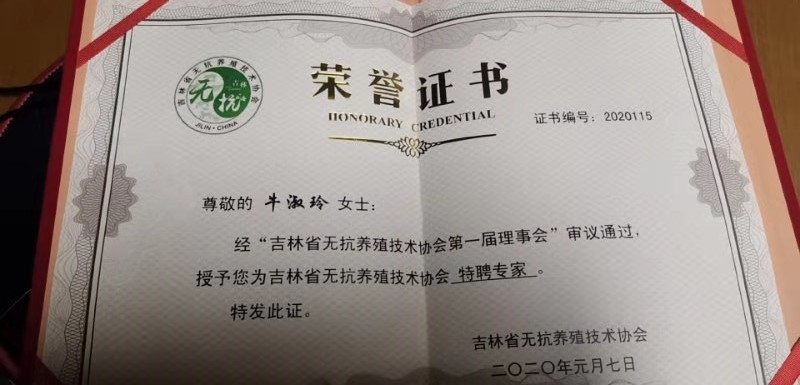 吉林省无抗养殖技术协会
吉林
无抗
JILIN·CHINA
荣誉证书
HONORARY CREDENTIAL
证书编号：2020115
尊敬的 牛淑玲 女士：
经“吉林省无抗养殖技术协会第一届理事会”审议通过，
授予您为吉林省无抗养殖技术协会 特聘专家 。
特发此证。
吉林省无抗养殖技术协会
二〇二〇年元月七日